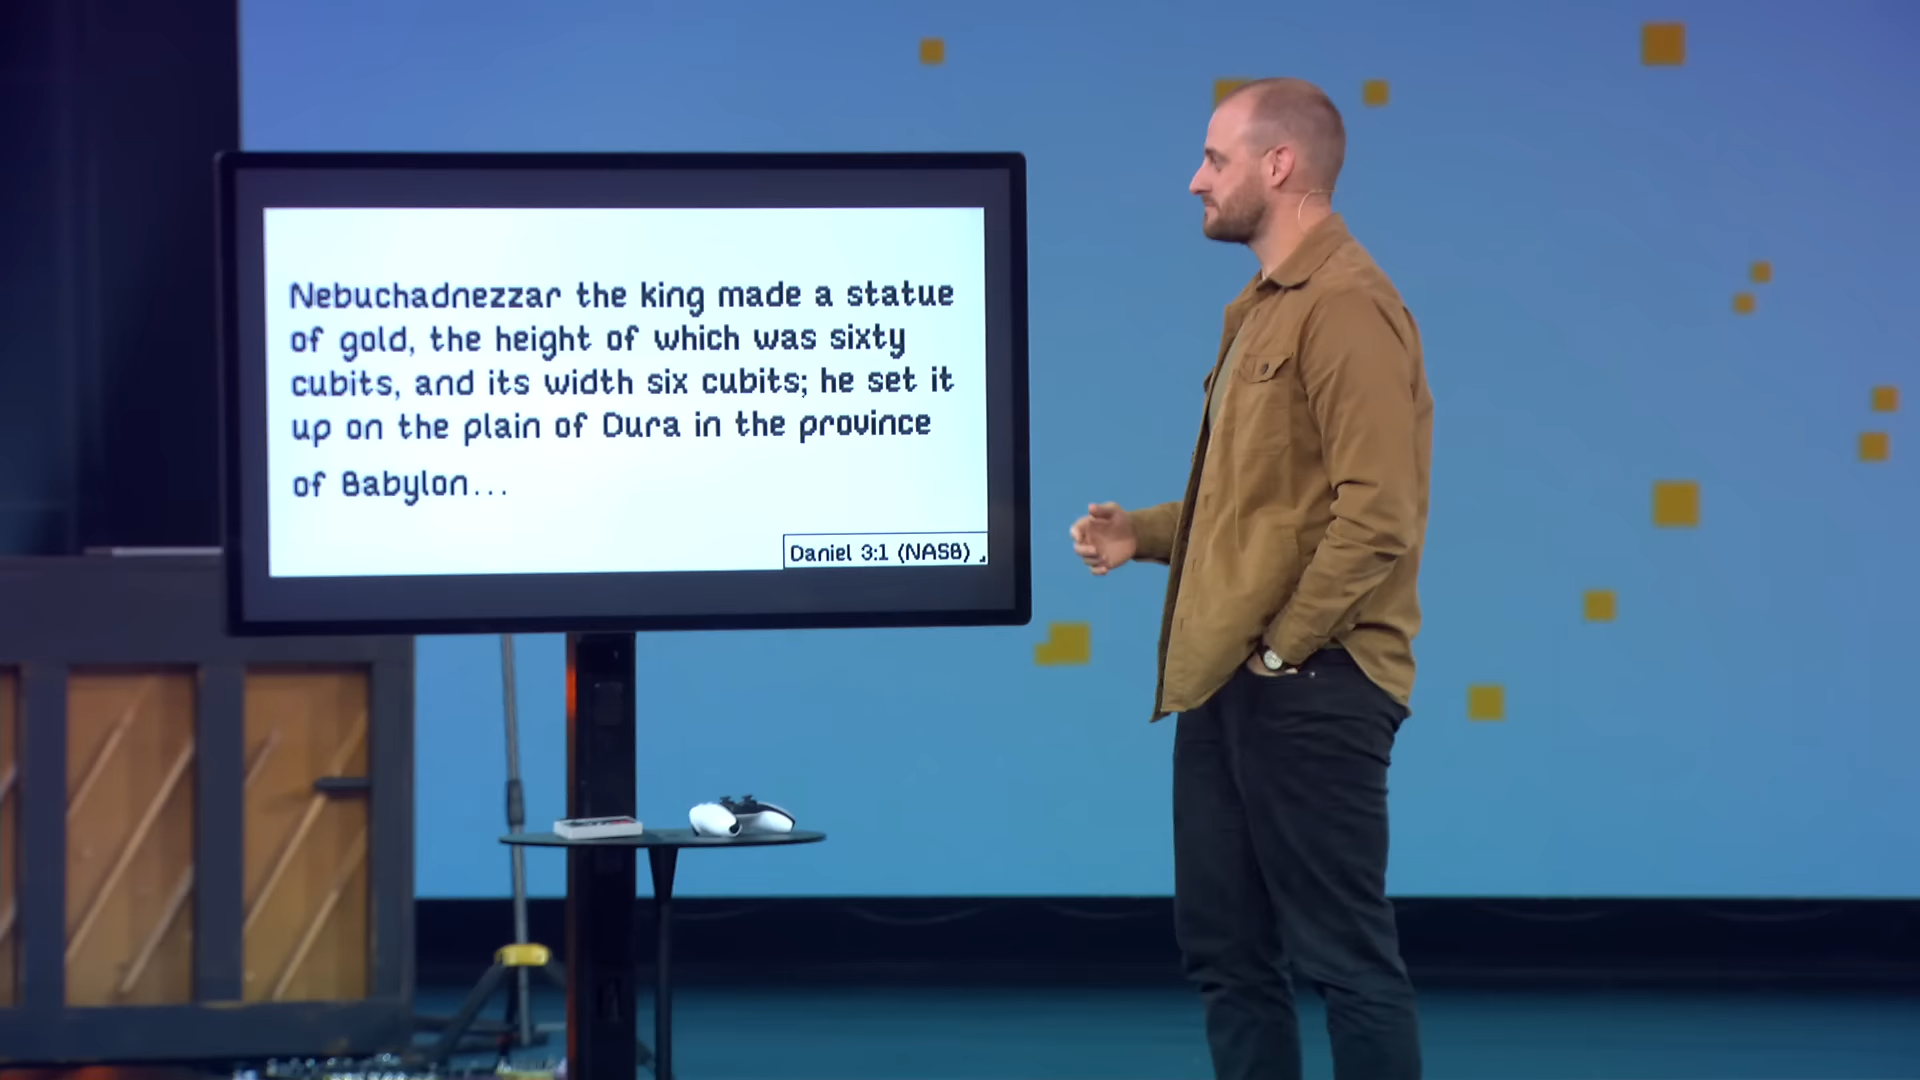 Nebuchadnezzar the king made a statue
of gold, the height of which was sixty
cubits, and its width six cubits; he set it
up on the plain of Dura in the province
of Babylon...
Daniel 3:1 (NASB)